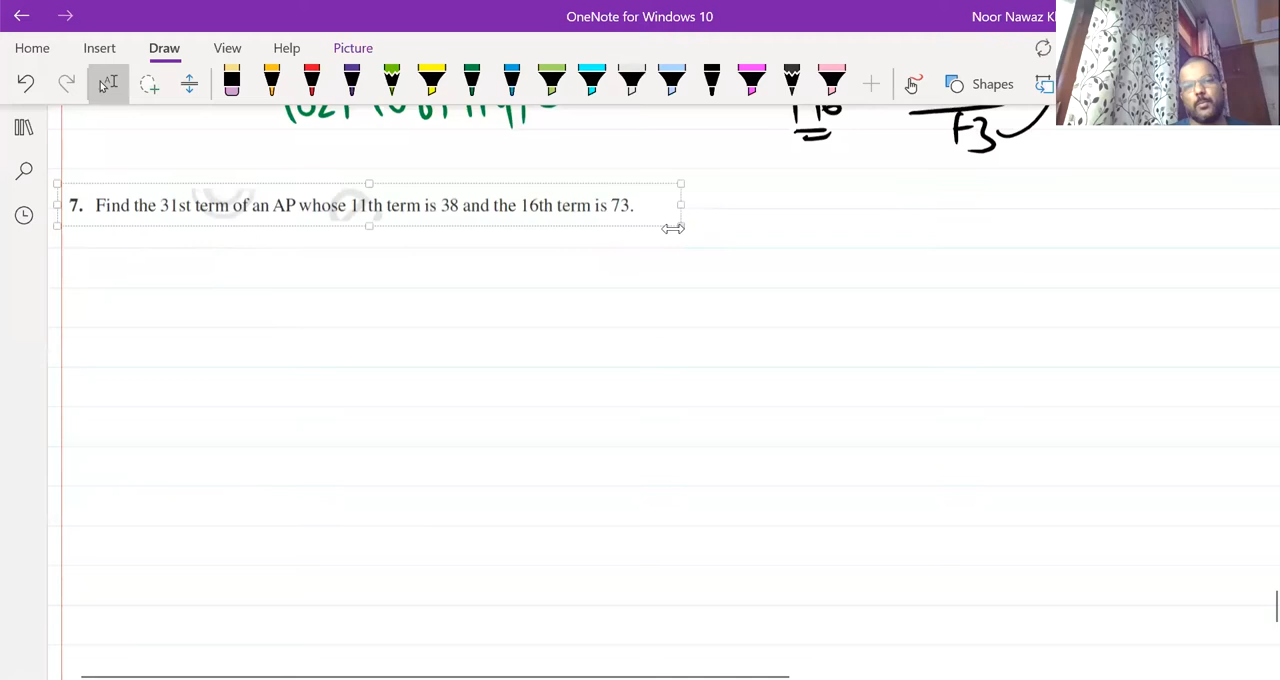 OneNote for Windows 10
Noor Nawaz
Home Insert Draw View Help Picture
Shapes
+3
7. Find the 31st term of an AP whose 11th term is 38 and the 16th term is 73.